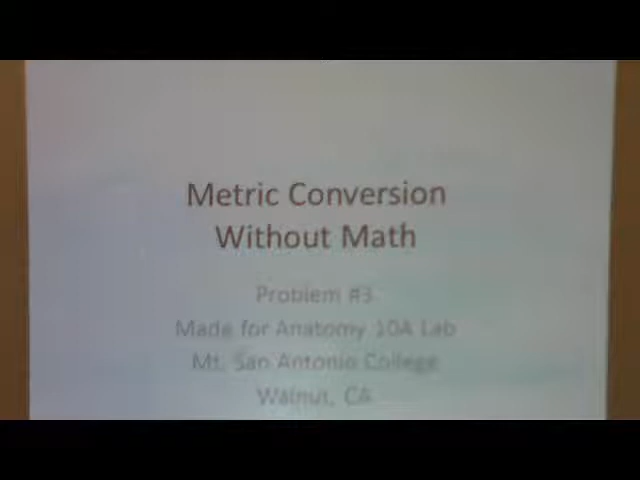 Metric Conversion
Without Math
Problem #3
Made for Anatomy 10A Lab
Mt. San Antonio College
Walnut, CA